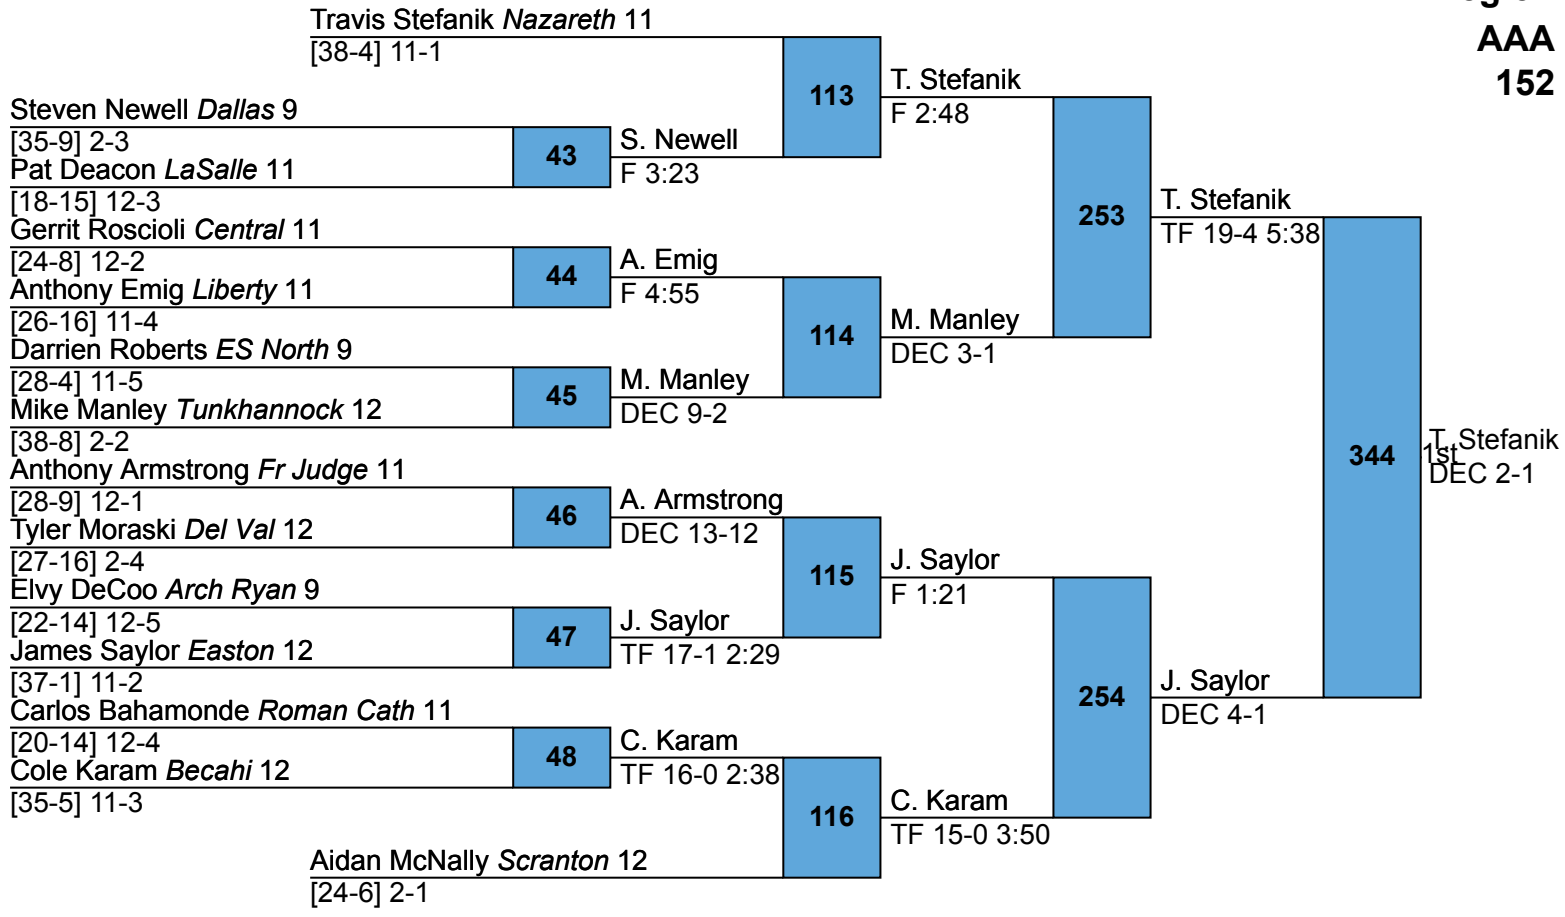 AAA
152
Travis Stefanik Nazareth 11
[38-4] 11-1
113
T. Stefanik
F 2:48
Steven Newell Dallas 9
[35-9] 2-3
Pat Deacon LaSalle 11
[18-15] 12-3
43
S. Newell
F 3:23
Gerrit Roscioli Central 11
[24-8] 12-2
Anthony Emig Liberty 11
[26-16] 11-4
44
A. Emig
F 4:55
Darrien Roberts ES North 9
[28-4] 11-5
Mike Manley Tunkhannock 12
[38-8] 2-2
45
M. Manley
DEC 9-2
114
M. Manley
DEC 3-1
253
T. Stefanik
TF 19-4 5:38
Anthony Armstrong Fr Judge 11
[28-9] 12-1
Tyler Moraski Del Val 12
[27-16] 2-4
46
A. Armstrong
DEC 13-12
Elvy DeCoo Arch Ryan 9
[22-14] 12-5
James Saylor Easton 12
[37-1] 11-2
47
J. Saylor
TF 17-1 2:29
115
J. Saylor
F 1:21
Carlos Bahamonde Roman Cath 11
[20-14] 12-4
Cole Karam Becahi 12
[35-5] 11-3
48
C. Karam
TF 16-0 2:38
Aidan McNally Scranton 12
[24-6] 2-1
116
C. Karam
TF 15-0 3:50
254
J. Saylor
DEC 4-1
344
1st
T. Stefanik
DEC 2-1